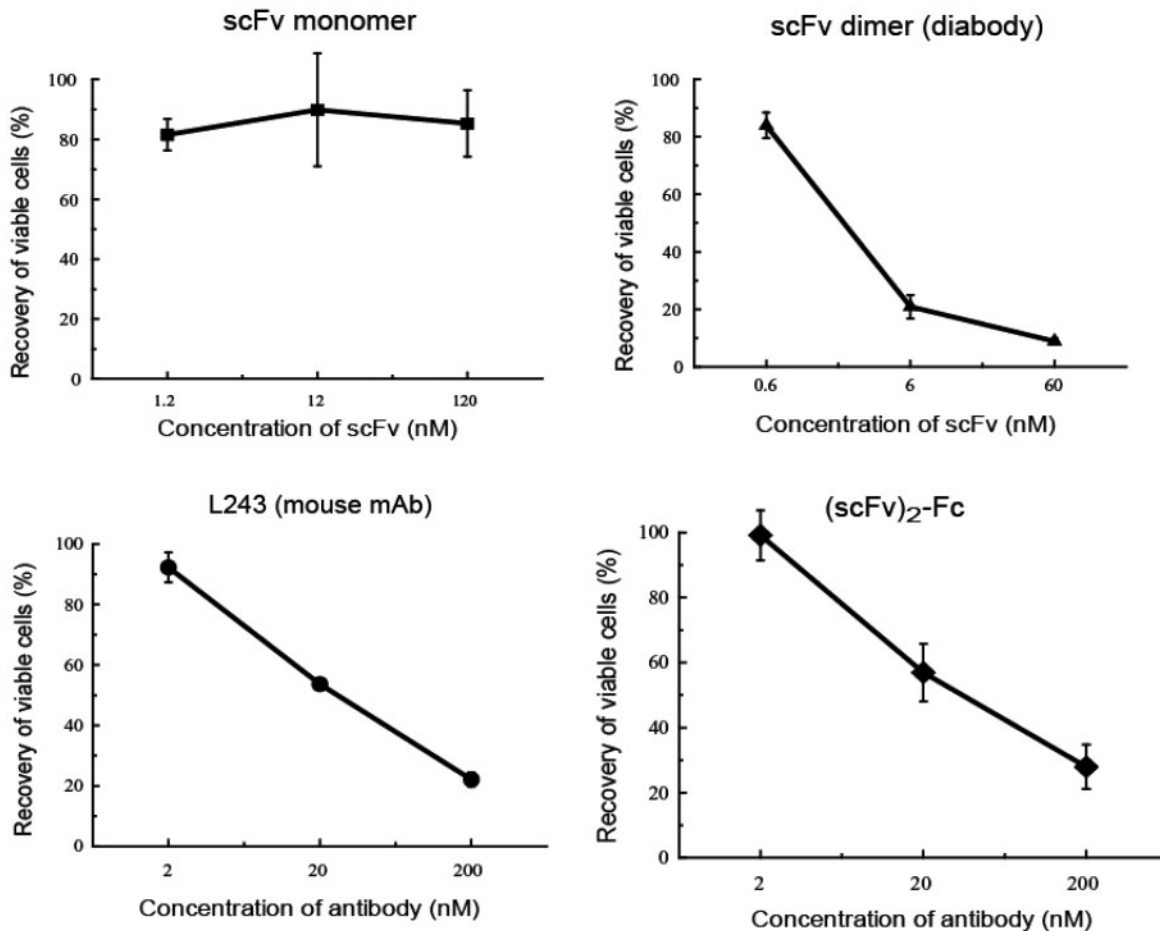 scFv monomer
Recovery of viable cells (%)
100
80
60
40
20
0
1.2 12 120
Concentration of scFv (nM)
scFv dimer (diabody)
Recovery of viable cells (%)
100
80
60
40
20
0
0.6 6 60
Concentration of scFv (nM)
L243 (mouse mAb)
Recovery of viable cells (%)
100
80
60
40
20
0
2 20 200
Concentration of antibody (nM)
(scFv)2-Fc
Recovery of viable cells (%)
100
80
60
40
20
0
2 20 200
Concentration of antibody (nM)